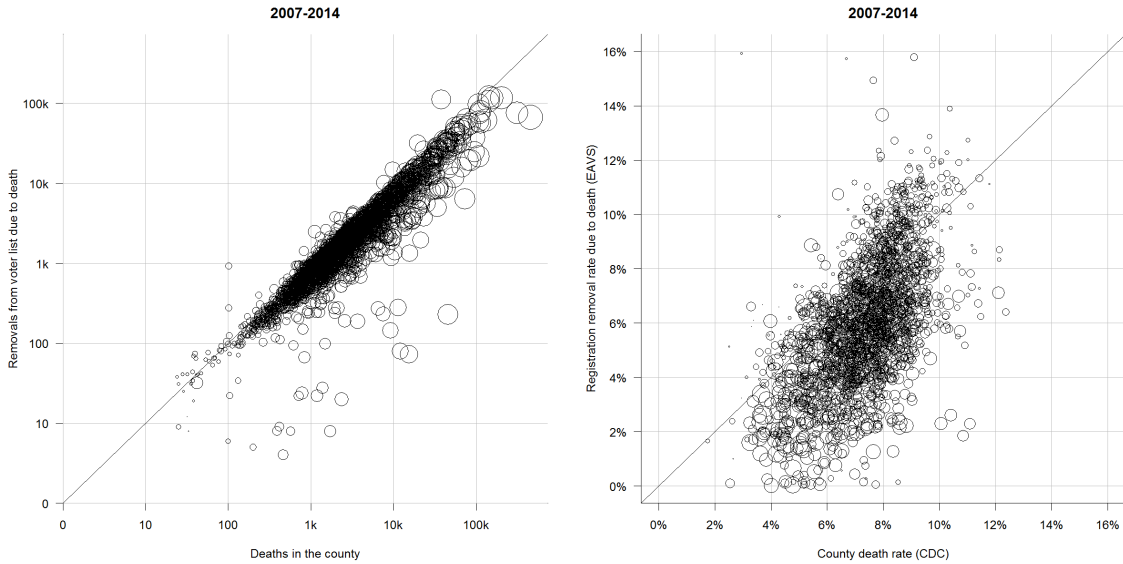 2007-2014
Removals from voter list due to death
100k
10k
1k
100
10
0
0 10 100 1k 10k 100k
Deaths in the county
2007-2014
Registration removal rate due to death (EAVS)
16%
14%
12%
10%
8%
6%
4%
2%
0%
0% 2% 4% 6% 8% 10% 12% 14% 16%
County death rate (CDC)